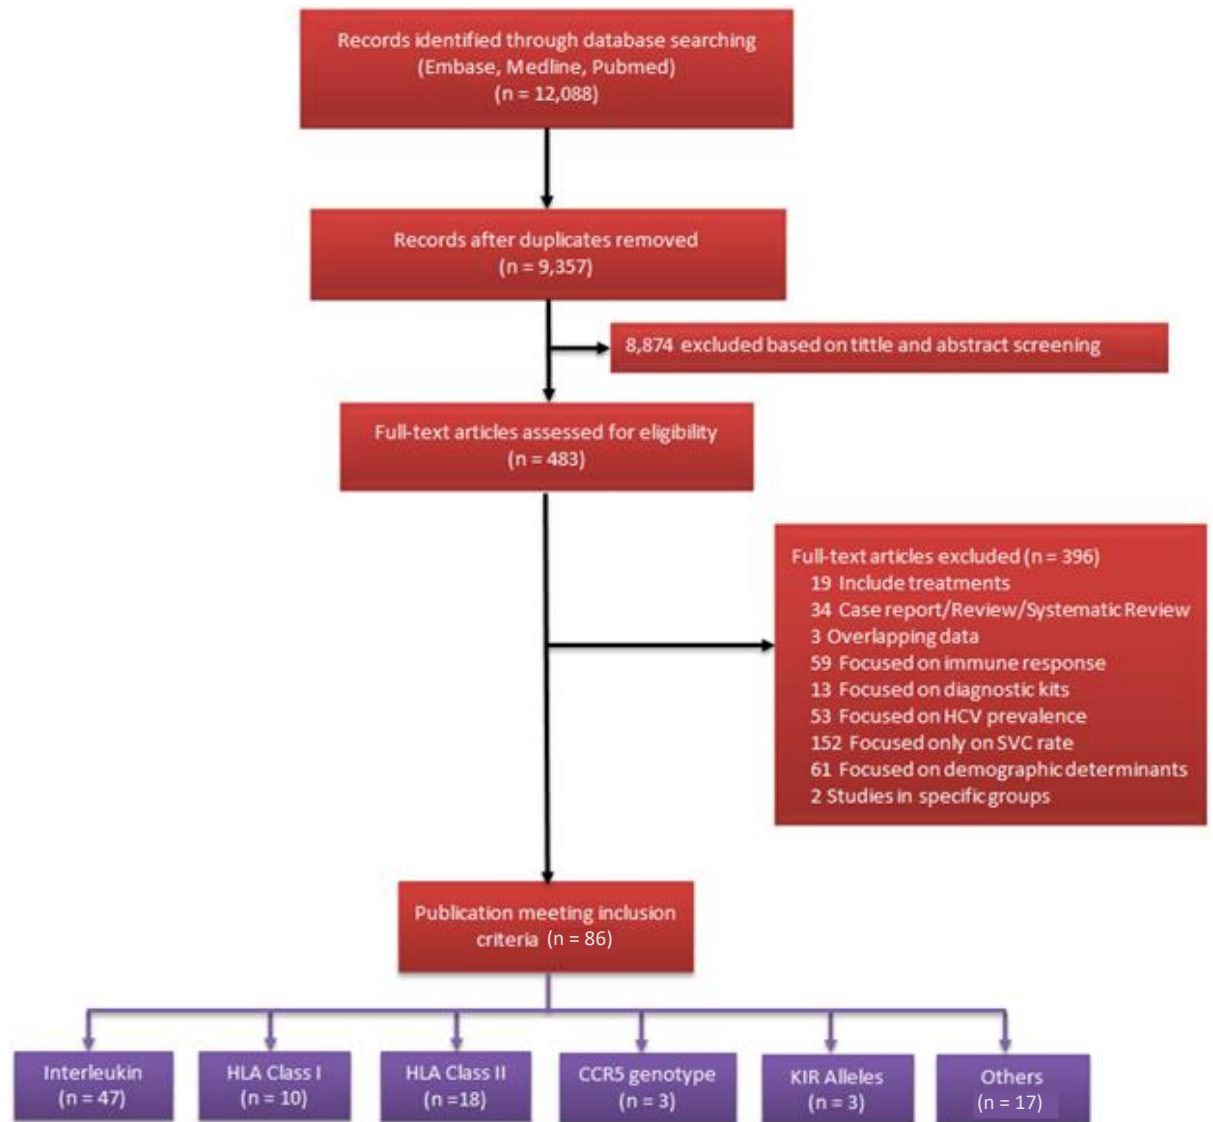 Records identified through database searching
(Embase, Medline, Pubmed)
(n = 12,088)
Records after duplicates removed
(n = 9,357)
8,874 excluded based on tittle and abstract screening
Full-text articles assessed for eligibility
(n = 483)
Full-text articles excluded (n = 396)
19 Include treatments
34 Case report/Review/Systematic Review
3 Overlapping data
59 Focused on immune response
13 Focused on diagnostic kits
53 Focused on HCV prevalence
152 Focused only on SVC rate
61 Focused on demographic determinants
2 Studies in specific groups
Publication meeting inclusion
criteria (n = 86)
Interleukin
(n = 47)
HLA Class I
(n = 10)
HLA Class II
(n =18)
CCR5 genotype
(n = 3)
KIR Alleles
(n = 3)
Others
(n = 17)